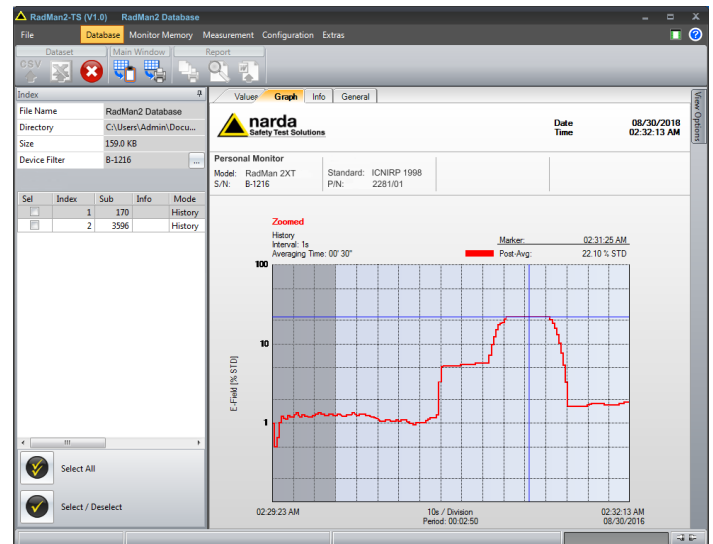 RadMan2-TS (V1.0) RadMan2 Database
File Database Monitor Memory Measurement Configuration Extras
Dataset Main Window Report
CSV
Index
File Name RadMan2 Database
Directory C:\Users\Admin\Docu...
Size 159.0 KB
Device Filter B-1216 ...
Sel Index Sub Info Mode
1 170 History
2 3596 History
Select All
Select / Deselect
Values Graph Info General
View Options
narda
Safety Test Solutions
Date 08/30/2018
Time 02:32:13 AM
Personal Monitor
Model: RadMan 2XT Standard: ICNIRP 1998
S/N: B-1216 P/N: 2281/01
Zoomed
History
Interval: 1s
Averaging Time: 00' 30"
Marker: 02:31:25 AM
Post-Avg: 22.10 % STD
100
10
1
E-Field [% STD]
02:29:23 AM 10s / Division 02:32:13 AM
Period: 00:02:50 08/30/2016